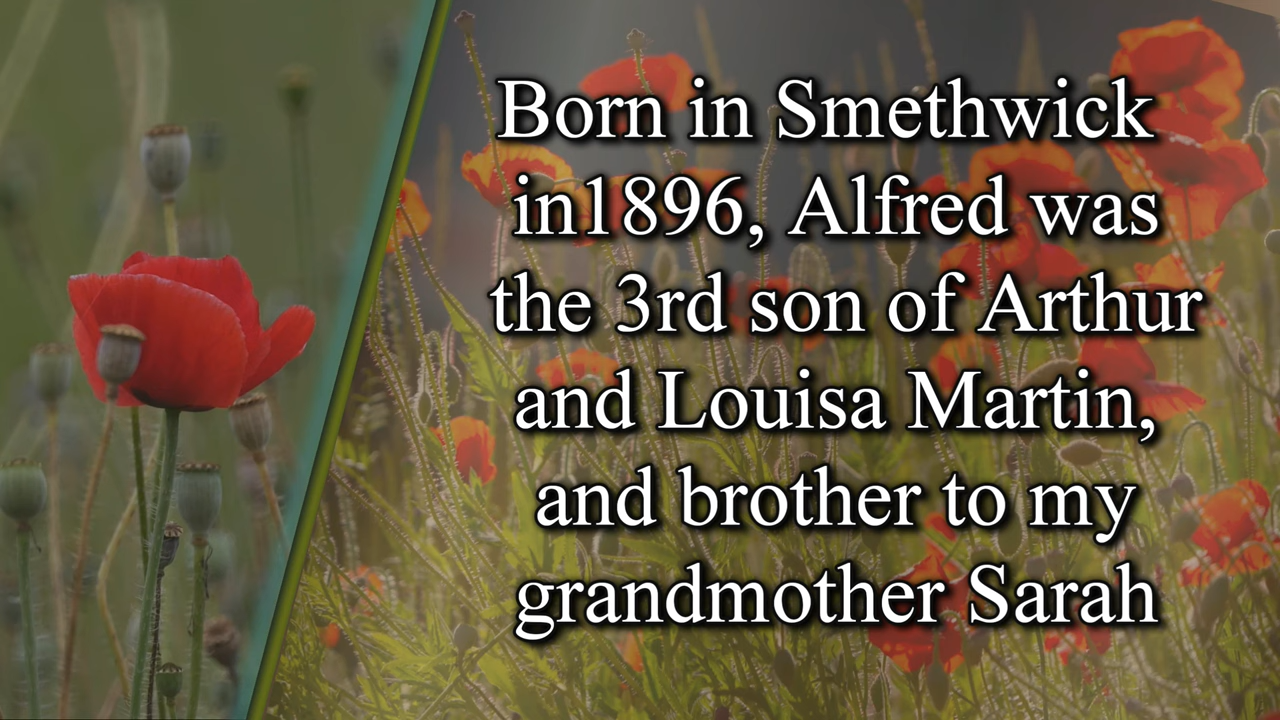 Born in Smethwick
in1896, Alfred was
the 3rd son of Arthur
and Louisa Martin,
and brother to my
grandmother Sarah